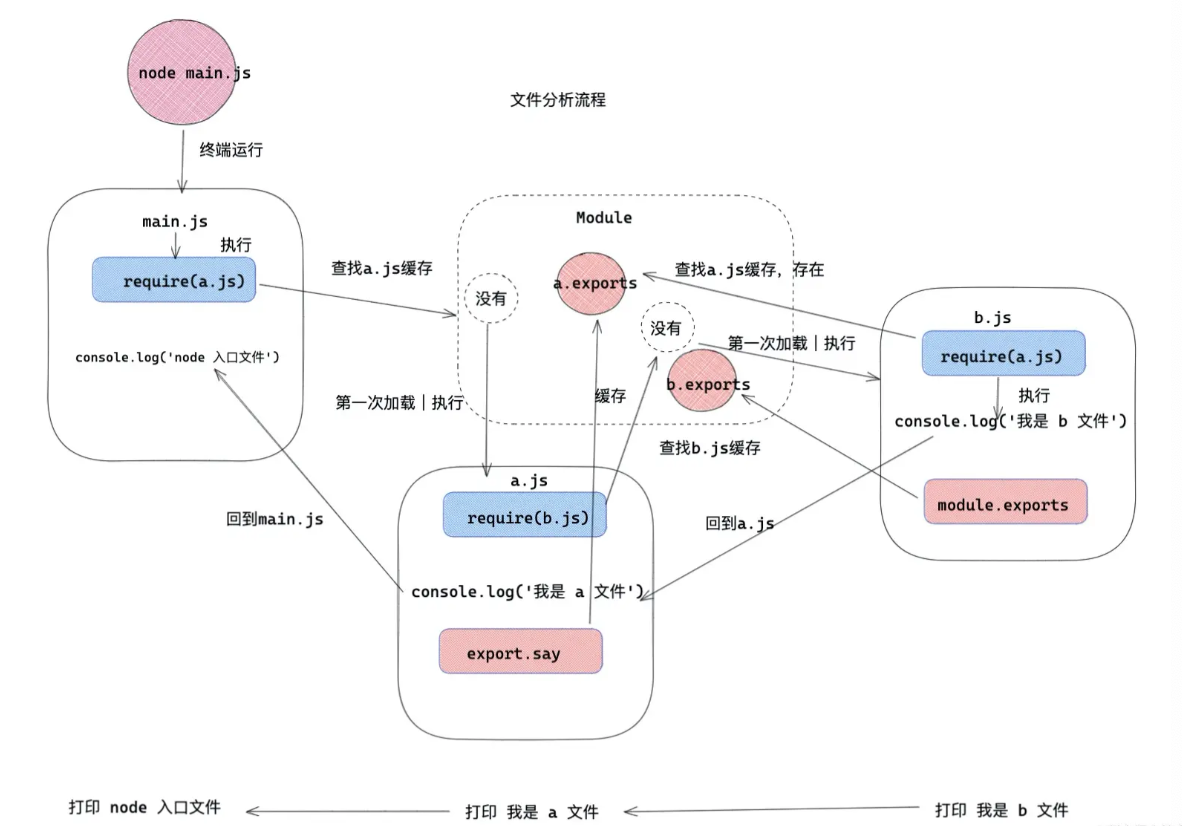 node main.js
文件分析流程
终端运行
main.js
执行
require(a.js)
console.log('node 入口文件')
查找a.js缓存
Module
没有
a.exports
查找a.js缓存，存在
没有
第一次加载|执行
b.exports
b.js
require(a.js)
执行
console.log('我是 b 文件')
module.exports
第一次加载|执行
缓存
查找b.js缓存
a.js
require(b.js)
回到main.js
回到a.js
console.log('我是 a 文件')
export.say
打印 node 入口文件
打印 我是 a 文件
打印 我是 b 文件